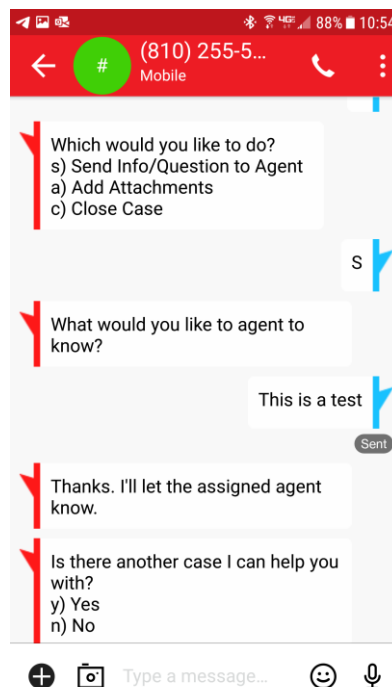 88% 10:54
(810) 255-5...
#
Mobile
Which would you like to do?
s) Send Info/Question to Agent
a) Add Attachments
c) Close Case
S
What would you like to agent to
know?
This is a test
Sent
Thanks. I'll let the assigned agent
know.
Is there another case I can help you
with?
y) Yes
n) No
Type a message...